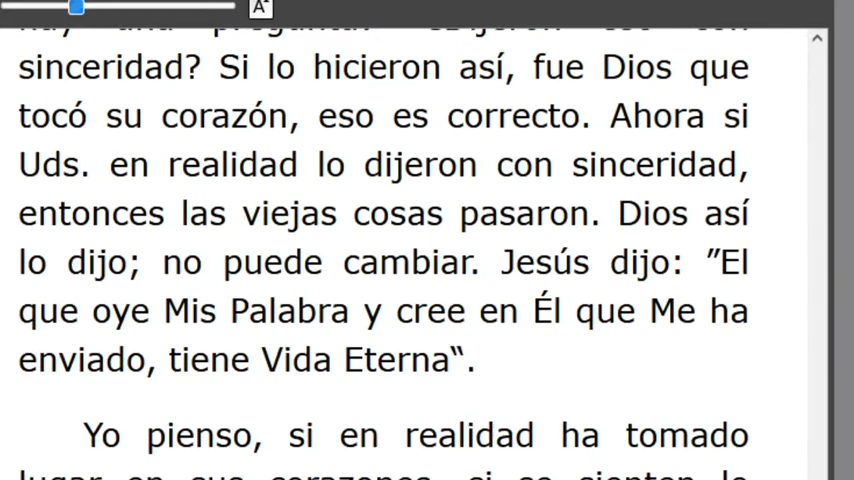 A
sinceridad? Si lo hicieron así, fue Dios que
tocó su corazón, eso es correcto. Ahora si
Uds. en realidad lo dijeron con sinceridad,
entonces las viejas cosas pasaron. Dios así
lo dijo; no puede cambiar. Jesús dijo: ”El
que oye Mis Palabra y cree en Él que Me ha
enviado, tiene Vida Eterna‟.
Yo pienso, si en realidad ha tomado